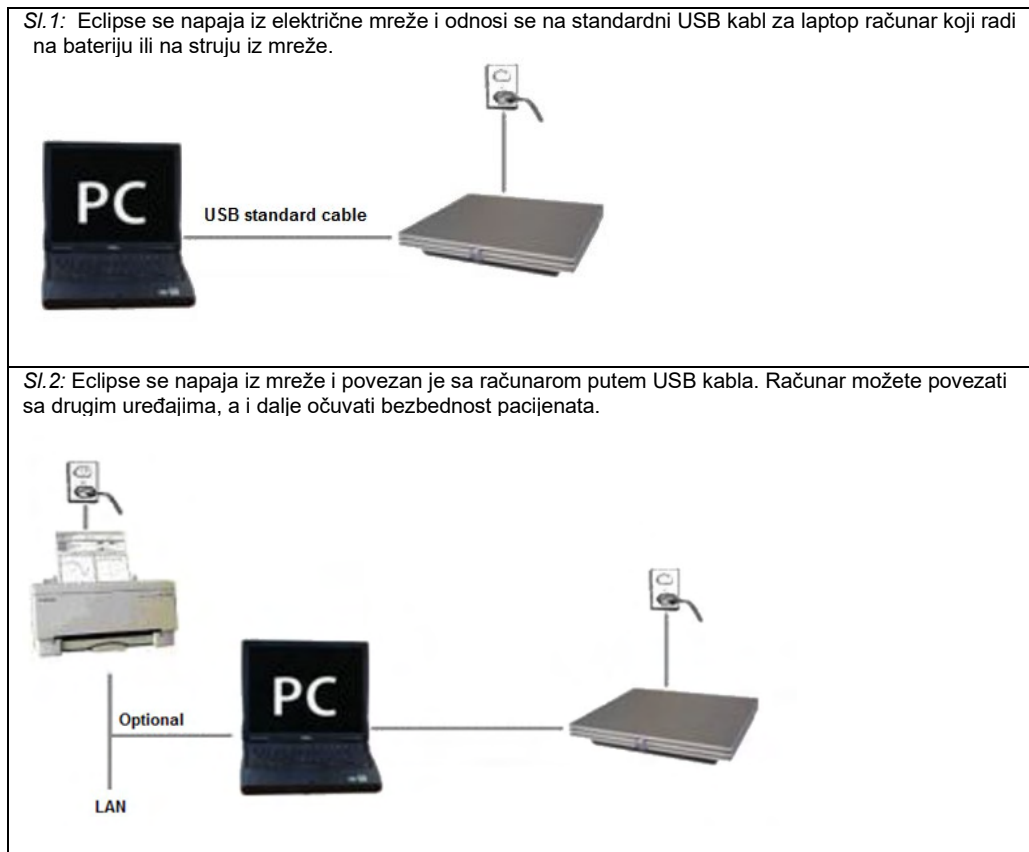 Sl.1: Eclipse se napaja iz električne mreže i odnosi se na standardni USB kabl za laptop računar koji radi
na bateriju ili na struju iz mreže.
PC
USB standard cable
Sl.2: Eclipse se napaja iz mreže i povezan je sa računarom putem USB kabla. Računar možete povezati
sa drugim uređajima, a i dalje očuvati bezbednost pacijenata.
PC
Optional
LAN